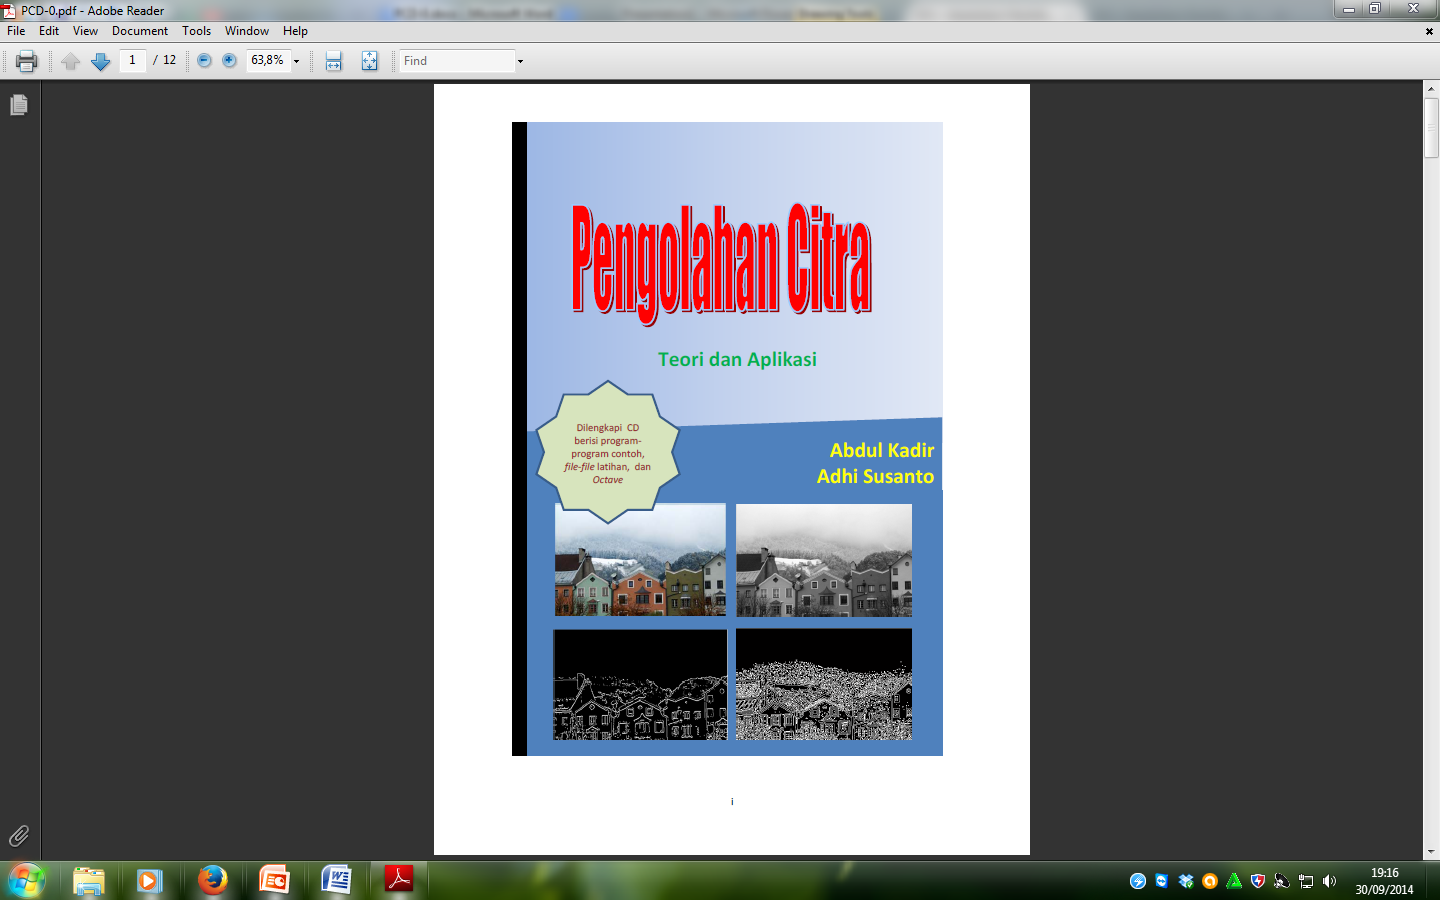 PCD-0.pdf - Adobe Reader
File Edit View Document Tools Window Help
1 / 12 63,8% Find
Pengolahan Citra
Teori dan Aplikasi
Dilengkapi CD
berisi program-
program contoh,
file-file latihan, dan
Octave
Abdul Kadir
Adhi Susanto
i
19:16
30/09/2014